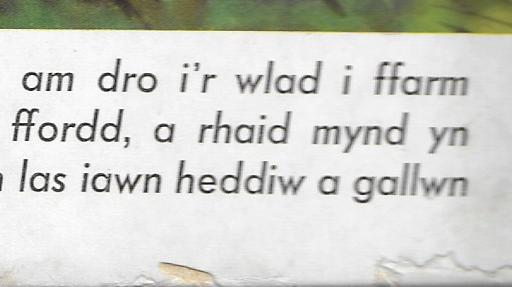 am dro i'r wlad i ffarm
ffordd, a rhaid mynd yn
las iawn heddiw a gallwn